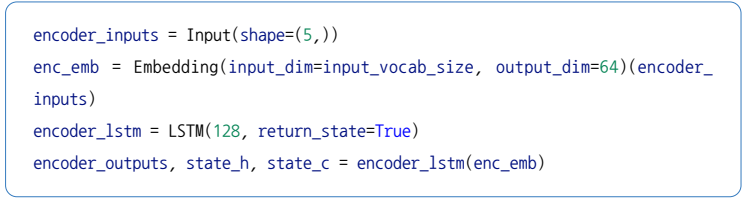 encoder_inputs = Input(shape=(5,))
enc_emb = Embedding(input_dim=input_vocab_size, output_dim=64)(encoder_
inputs)
encoder_lstm = LSTM(128, return_state=True)
encoder_outputs, state_h, state_c = encoder_lstm(enc_emb)